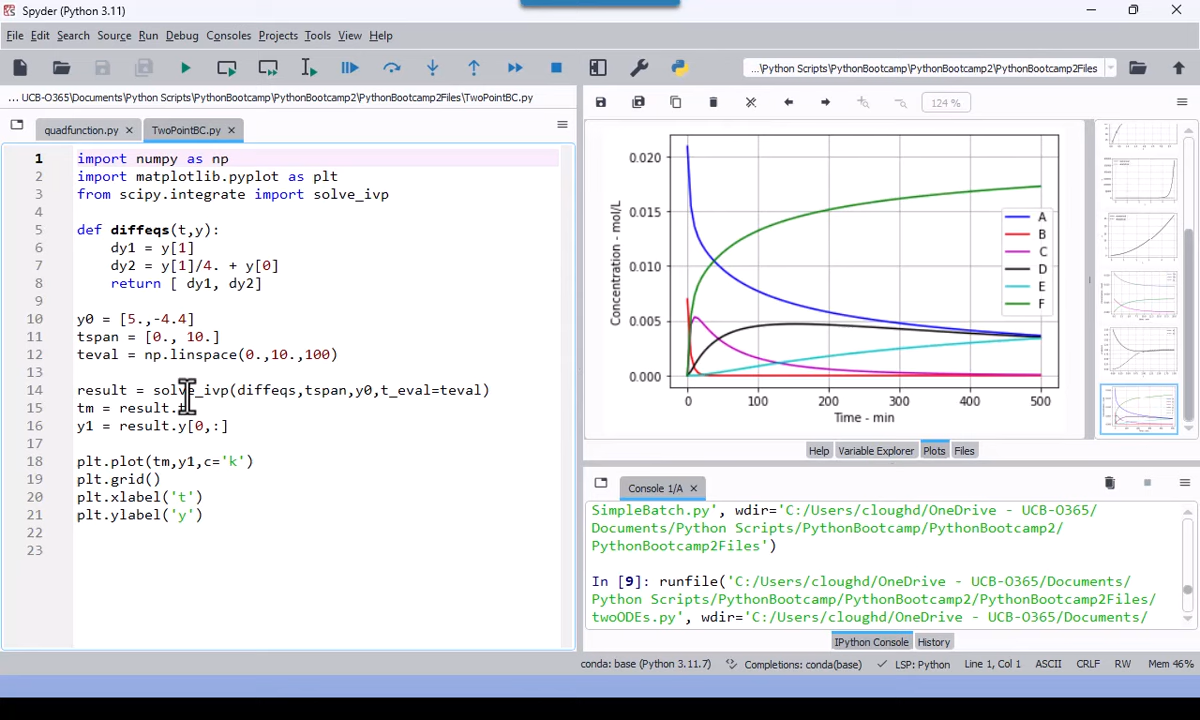 Spyder (Python 3.11)
File Edit Search Source Run Debug Consoles Projects Tools View Help
...\Python Scripts\PythonBootcamp\PythonBootcamp2\PythonBootcamp2Files
... UCB-O365\Documents\Python Scripts\PythonBootcamp\PythonBootcamp2\PythonBootcamp2Files\TwoPointBC.py
quadfunction.py
TwoPointBC.py
1 import numpy as np
2 import matplotlib.pyplot as plt
3 from scipy.integrate import solve_ivp
4
5 def diffeqs(t,y):
6 dy1 = y[1]
7 dy2 = y[1]/4. + y[0]
8 return [ dy1, dy2]
9
10 y0 = [5.,-4.4]
11 tspan = [0., 10.]
12 teval = np.linspace(0.,10.,100)
13
14 result = solve_ivp(diffeqs,tspan,y0,t_eval=teval)
15 tm = result.t
16 y1 = result.y[0,:]
17
18 plt.plot(tm,y1,c='k')
19 plt.grid()
20 plt.xlabel('t')
21 plt.ylabel('y')
22
23
124 %
0.020
0.015
0.010
0.005
0.000
Concentration - mol/L
0 100 200 300 400 500
Time - min
A
B
C
D
E
F
Help Variable Explorer Plots Files
Console 1/A
SimpleBatch.py', wdir='C:/Users/cloughd/OneDrive - UCB-O365/
Documents/Python Scripts/PythonBootcamp/PythonBootcamp2/
PythonBootcamp2Files')
In [9]: runfile('C:/Users/cloughd/OneDrive - UCB-O365/Documents/
Python Scripts/PythonBootcamp/PythonBootcamp2/PythonBootcamp2Files/
twoODEs.py', wdir='C:/Users/cloughd/OneDrive - UCB-O365/Documents/
IPython Console History
conda: base (Python 3.11.7) Completions: conda(base) LSP: Python Line 1, Col 1 ASCII CRLF RW Mem 46%